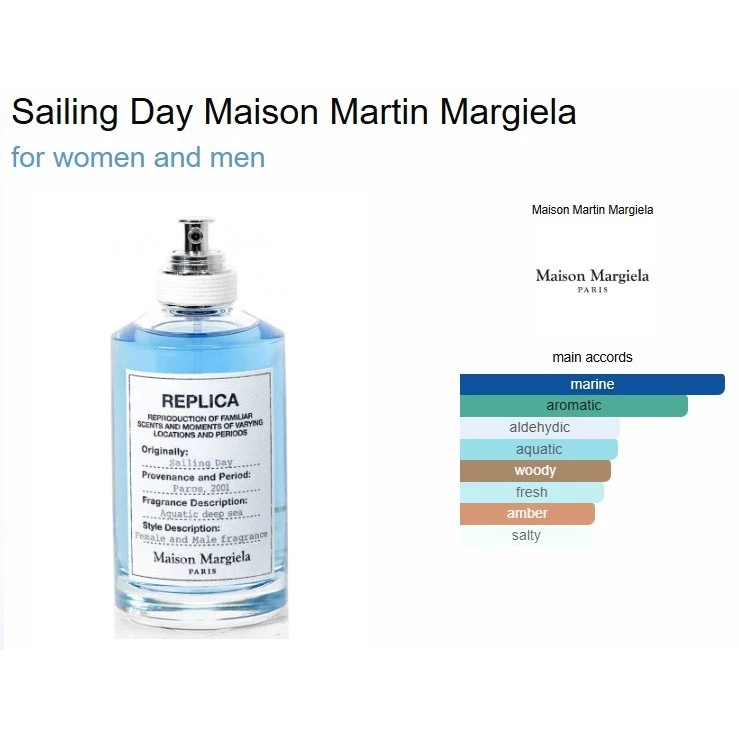 Sailing Day Maison Martin Margiela
for women and men
REPLICA
REPRODUCTION OF FAMILIAR
SCENTS AND MOMENTS OF VARYING
LOCATIONS AND PERIODS
Originally:
Sailing Day
Provenance and Period:
Paros, 2001
Fragrance Description:
Aquatic deep sea
Style Description:
Female and Male fragrance
Maison Margiela
PARIS
Maison Martin Margiela
Maison Margiela
PARIS
main accords
marine
aromatic
aldehydic
aquatic
woody
fresh
amber
salty